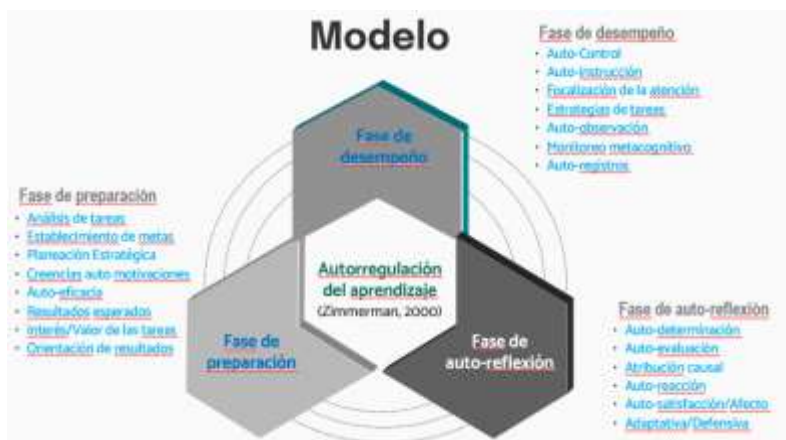 Modelo
Fase de desempeño
• Auto-Control
• Auto-Instrucción
• Focalización de la atención
• Estrategias de tareas
• Auto-observación
• Monitoreo metacognitivo
• Auto-registros
Fase de
desempeño
Fase de preparación
• Análisis de tareas
• Establecimiento de metas
• Planeación Estratégica
• Creencias auto motivaciones
• Auto-eficacia
• Resultados esperados
• Interés/Valor de las tareas
• Orientación de resultados
Autorregulación
del aprendizaje
(Zimmerman, 2000)
Fase de
preparación
Fase de
auto-reflexión
Fase de auto-reflexión
• Auto-determinación
• Auto-evaluación
• Atribución causal
• Auto-reacción
• Auto-satisfacción/Afecto
• Adaptativa/Defensiva